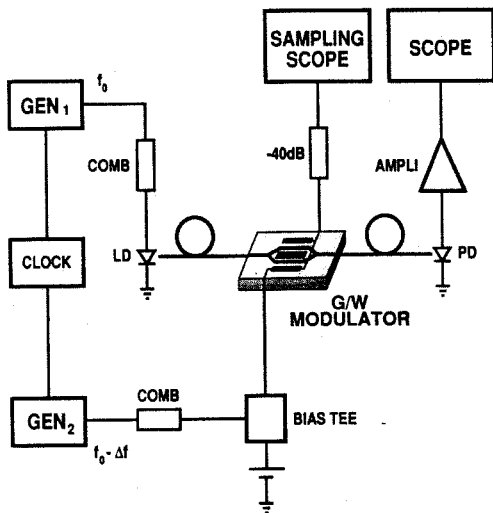 SAMPLING
SCOPE
SCOPE
GEN₁
f₀
COMB
-40dB
AMPLI
LD
PD
CLOCK
G/W
MODULATOR
COMB
GEN₂
f₀ - Δf
BIAS TEE